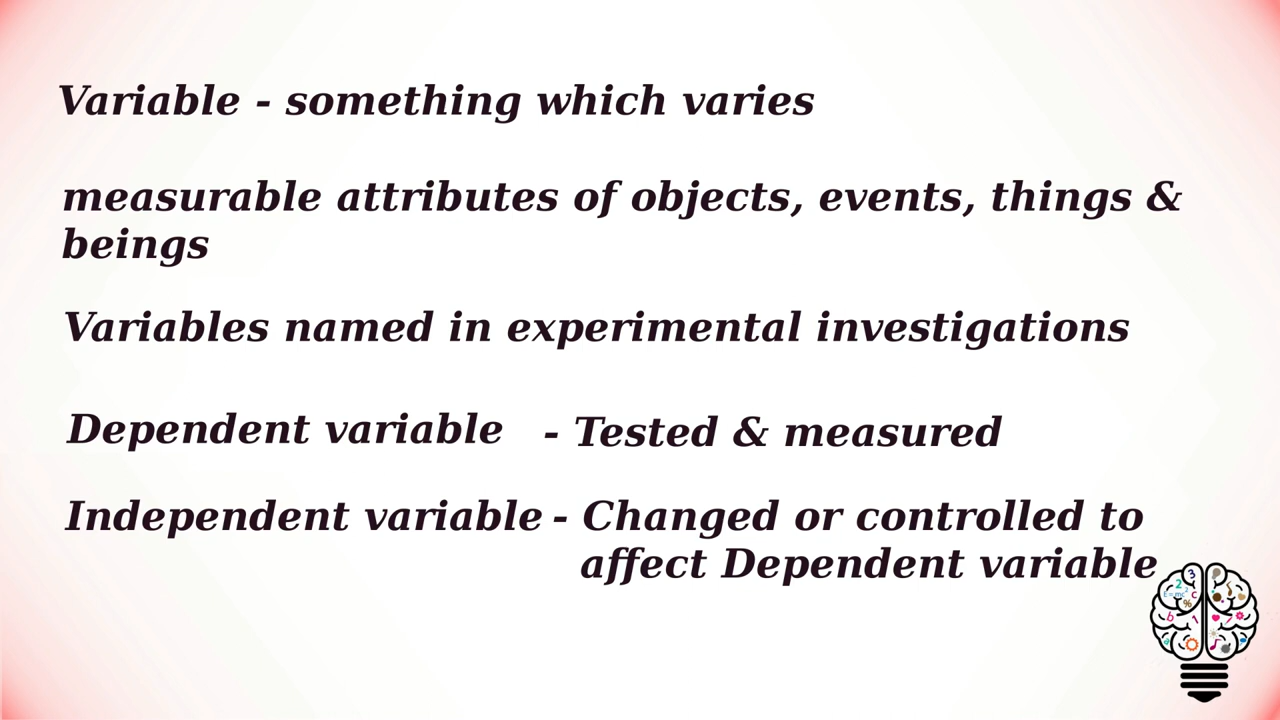 Variable - something which varies
measurable attributes of objects, events, things &
beings
Variables named in experimental investigations
Dependent variable - Tested & measured
Independent variable - Changed or controlled to
affect Dependent variable